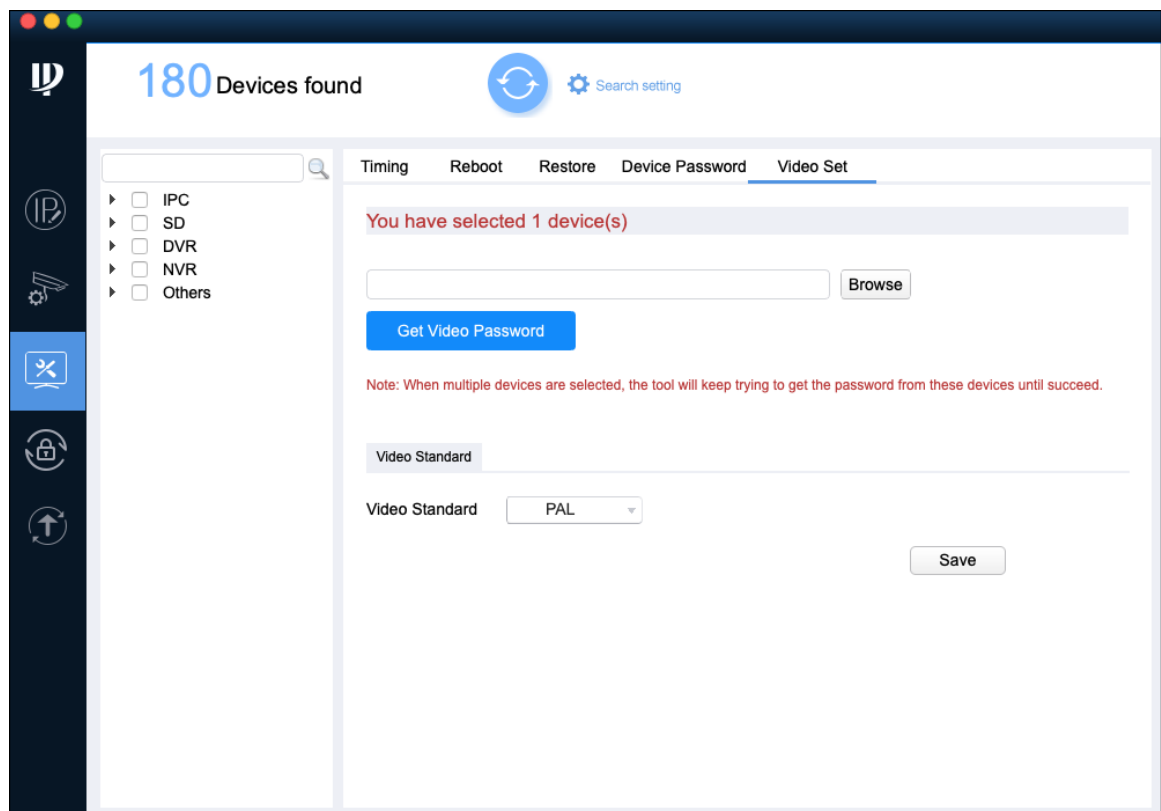 180 Devices found
Search setting
Timing Reboot Restore Device Password Video Set
IPC
SD
DVR
NVR
Others
You have selected 1 device(s)
Browse
Get Video Password
Note: When multiple devices are selected, the tool will keep trying to get the password from these devices until succeed.
Video Standard
Video Standard PAL
Save
IP